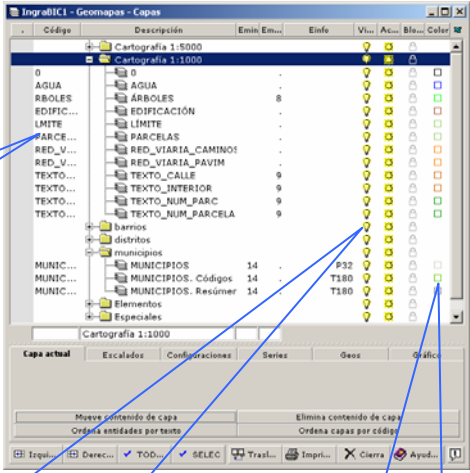 IngraBIC1 - Geomapas - Capas
. Código Descripción Emin Em... Einfo Vi... Ac... Blo... Color
Cartografía 1:5000
Cartografía 1:1000
0 0 .
AGUA AGUA .
RBOLES ÁRBOLES 8
EDIFIC... EDIFICACIÓN .
LMITE LÍMITE .
PARCE... PARCELAS .
RED_V... RED_VIARIA_CAMINOS .
RED_V... RED_VIARIA_PAVIM .
TEXTO... TEXTO_CALLE 9
TEXTO... TEXTO_INTERIOR 9
TEXTO... TEXTO_NUM_PARC 9
TEXTO... TEXTO_NUM_PARCELA 9
barrios
distritos
municipios
MUNIC... MUNICIPIOS 14 . P32
MUNIC... MUNICIPIOS. Códigos 14 . T180
MUNIC... MUNICIPIOS. Resúmer 14 . T180
Elementos
Especiales
Cartografía 1:1000
Capa actual Escalados Configuraciones Series Geos Gráfico
Mueve contenido de capa Elimina contenido de capa
Ordena entidades por texto Ordena capas por código
Izqui... Derec... TOD... SELEC Trasl... Impri... Cierra Ayud...